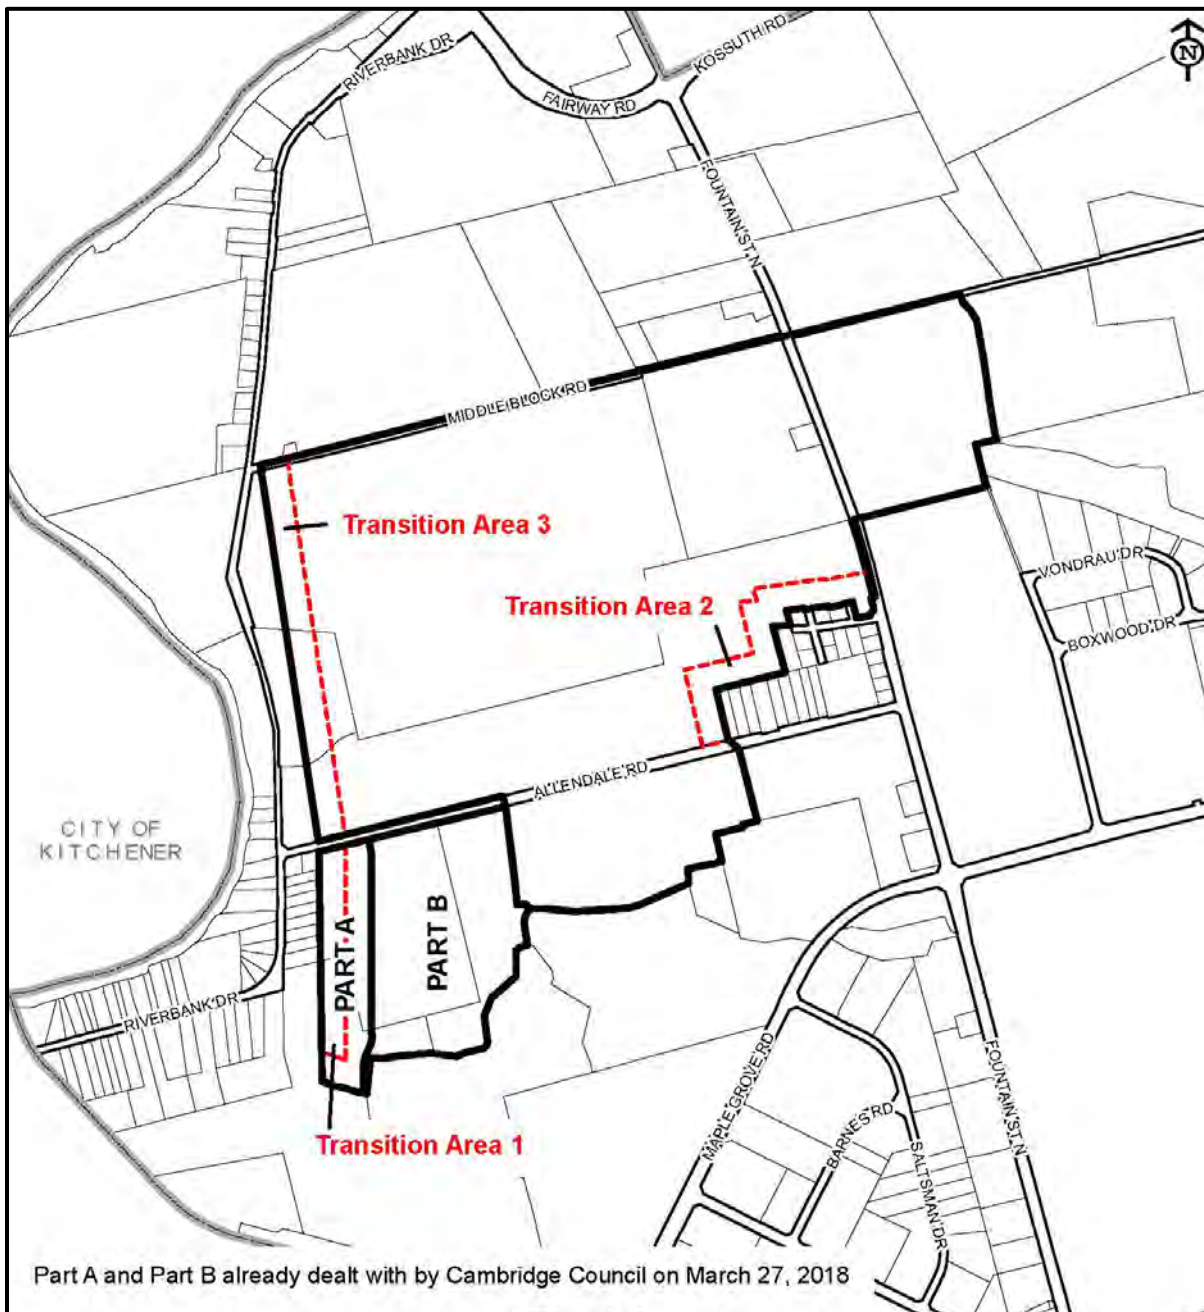 RIVERBANK DR
KOSSUTH RD
N
FAIRWAY RD
FOUNTAIN ST N
MIDDLE BLOCK RD
Transition Area 3
VONDRAU DR
Transition Area 2
BOXWOOD DR
ALLENDALE RD
CITY OF
KITCHENER
PART A
PART B
RIVERBANK DR
MAPLE GROVE RD
FOUNTAIN ST N
BARNES RD
SALTSMAN DR
Transition Area 1
Part A and Part B already dealt with by Cambridge Council on March 27, 2018